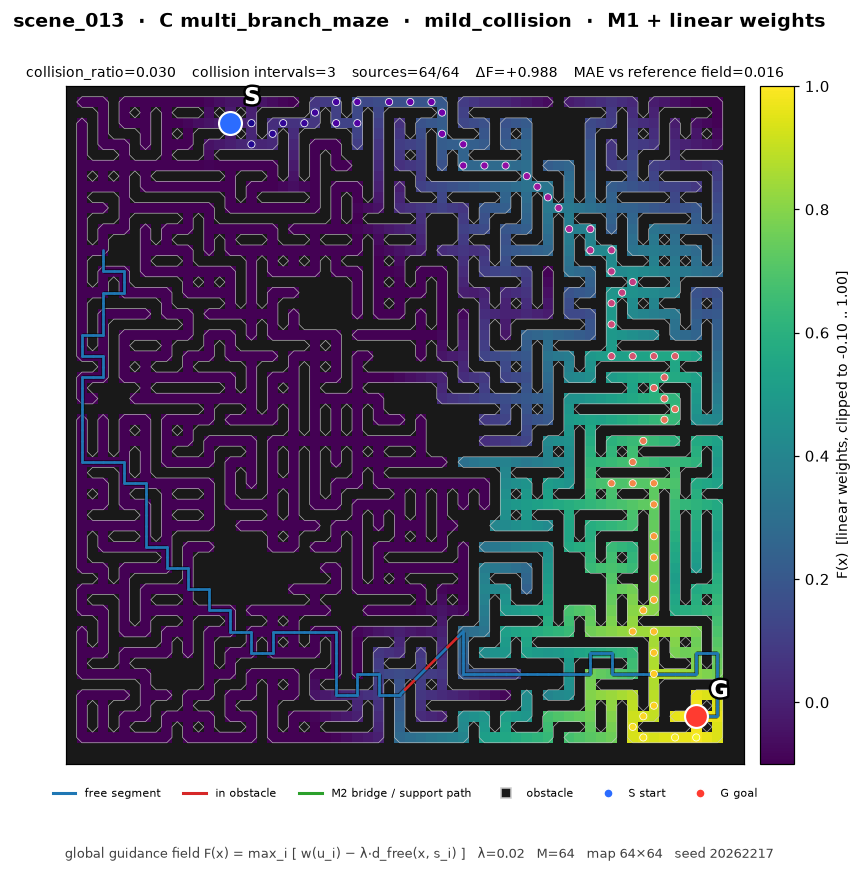 scene_013 · C multi_branch_maze · mild_collision · M1 + linear weights
collision_ratio=0.030 collision intervals=3 sources=64/64 ΔF=+0.988 MAE vs reference field=0.016
S
G
1.0
0.8
0.6
0.4
0.2
0.0
F(x) [linear weights, clipped to -0.10 .. 1.00]
free segment in obstacle M2 bridge / support path obstacle S start G goal
global guidance field F(x) = max_i [ w(u_i) − λ·d_free(x, s_i) ] λ=0.02 M=64 map 64×64 seed 20262217